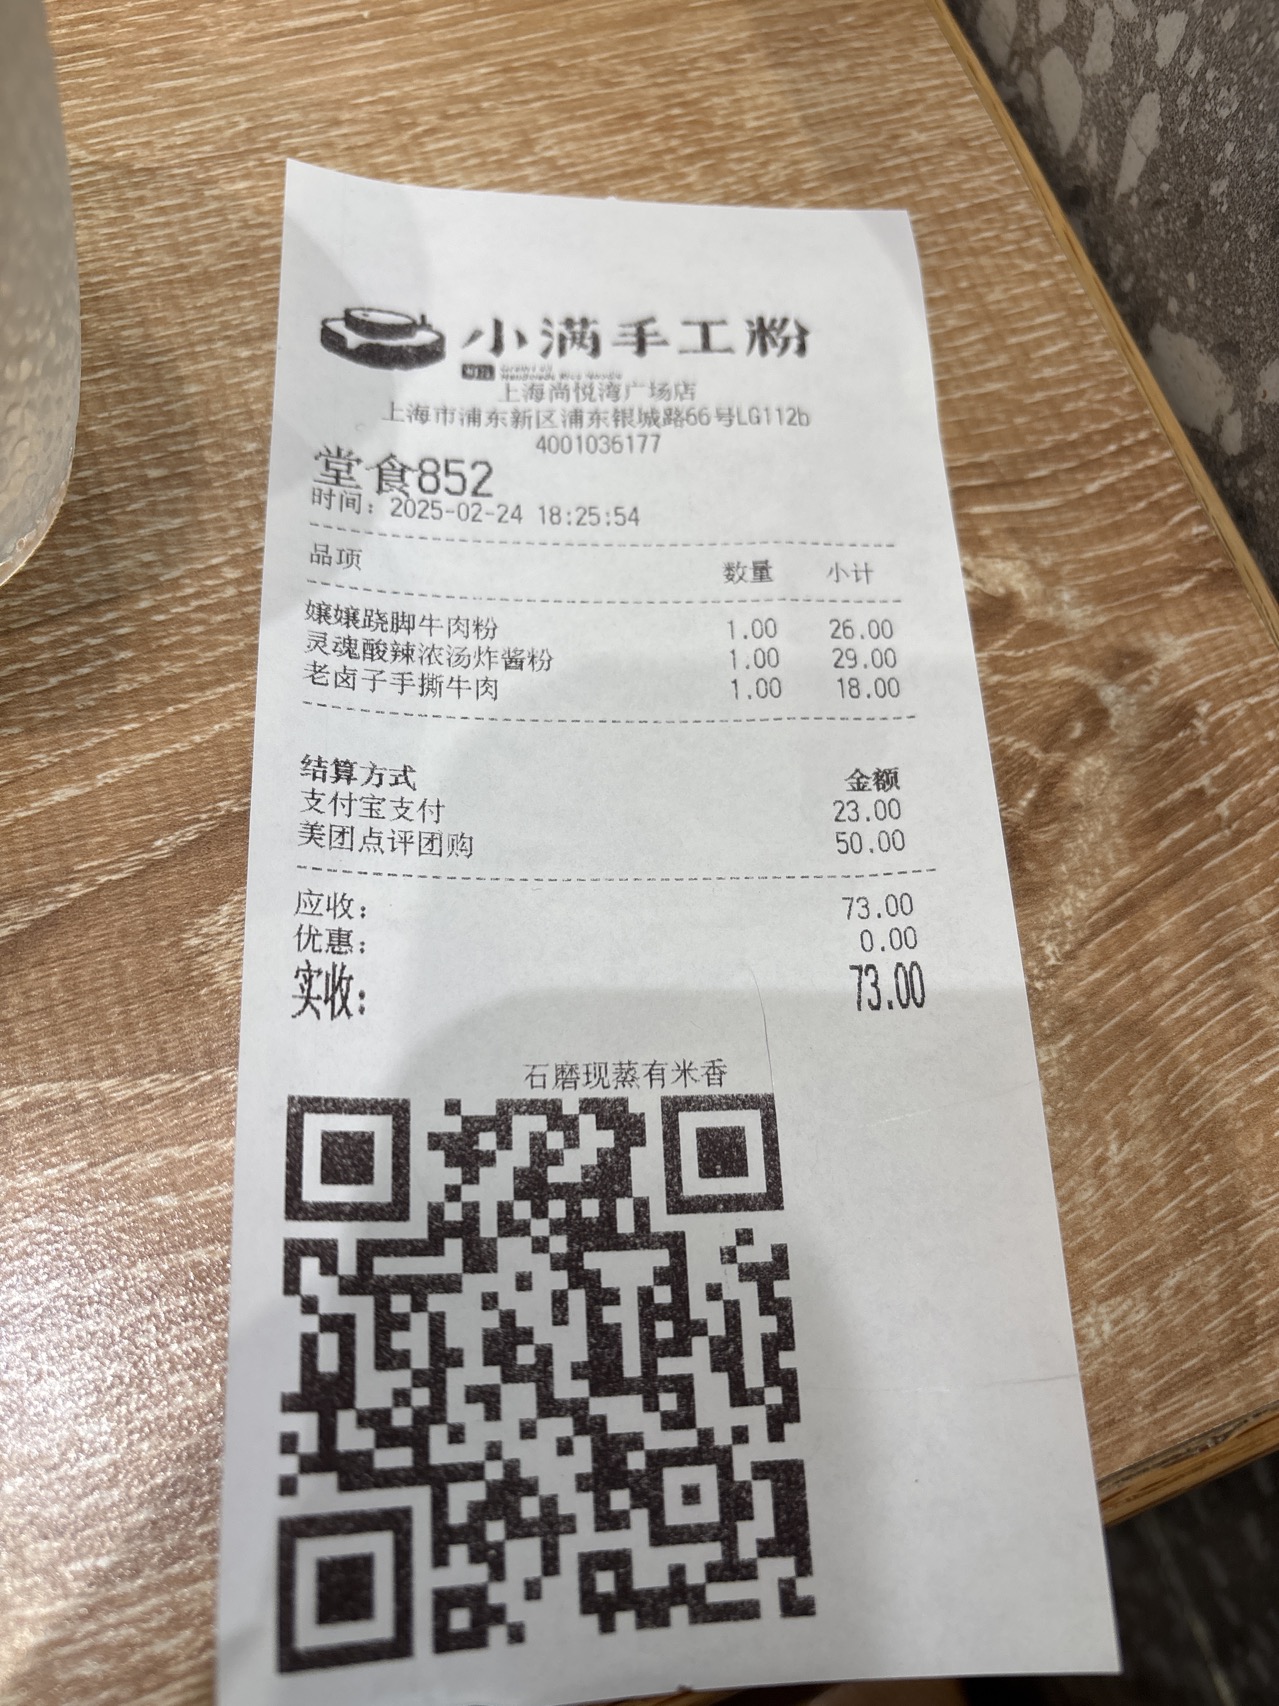 小满手工粉
上海尚悦湾广场店
上海市浦东新区浦东银城路66号LG112b
4001036177
堂食852
时间：2025-02-24 18:25:54
品项 数量 小计
孃孃跷脚牛肉粉 1.00 26.00
灵魂酸辣浓汤炸酱粉 1.00 29.00
老卤子手撕牛肉 1.00 18.00
结算方式 金额
支付宝支付 23.00
美团点评团购 50.00
应收： 73.00
优惠： 0.00
实收： 73.00
石磨现蒸有米香